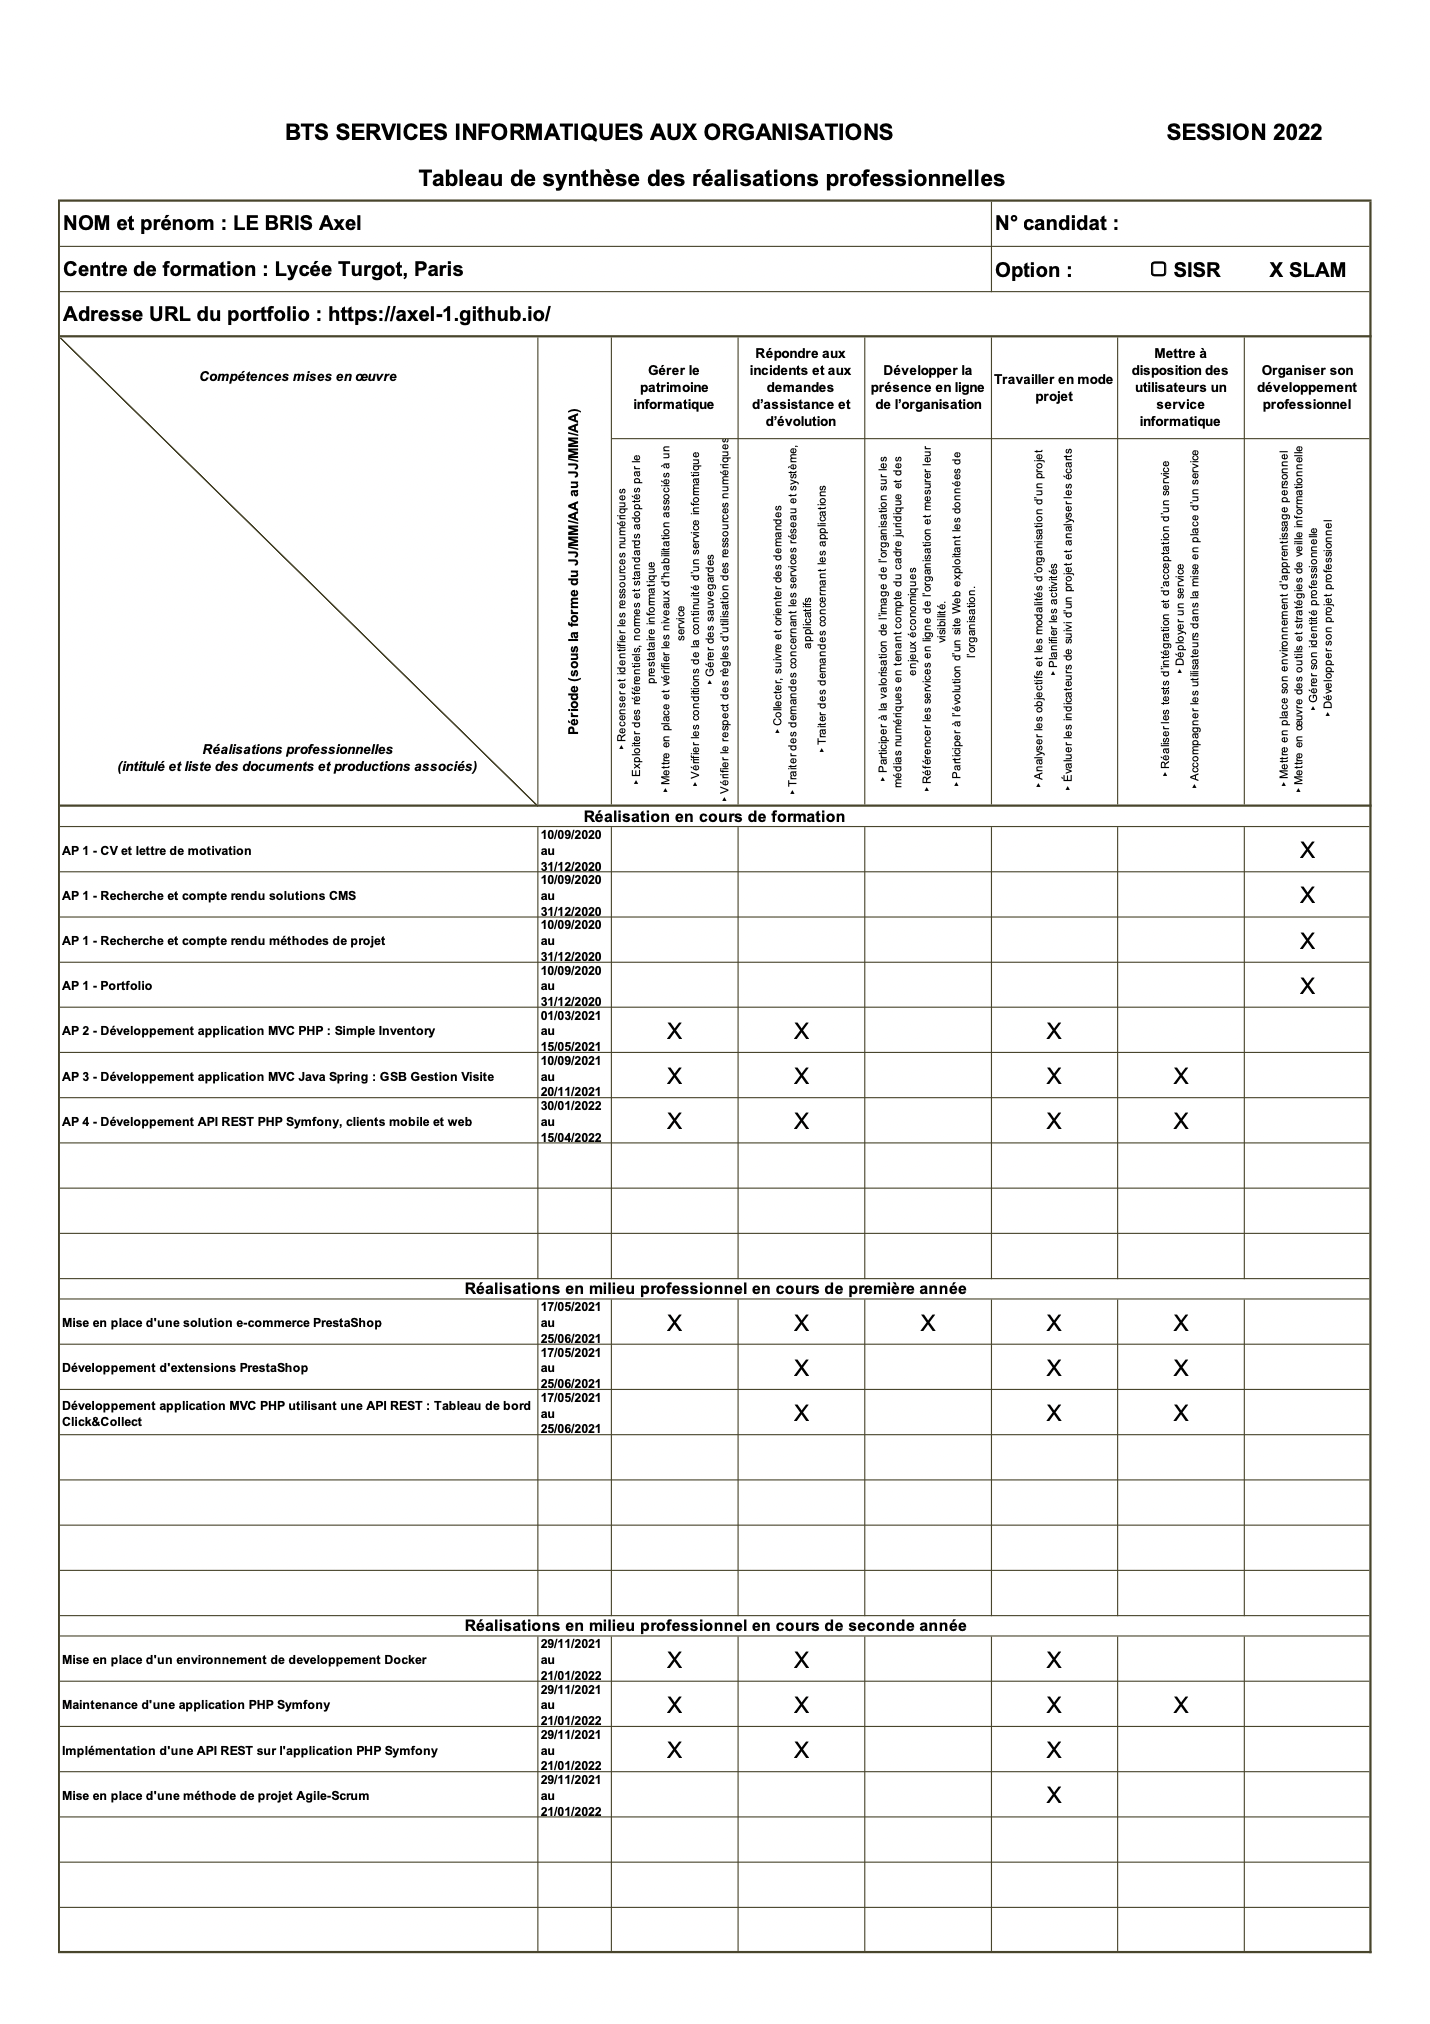 BTS SERVICES INFORMATIQUES AUX ORGANISATIONS SESSION 2022
Tableau de synthèse des réalisations professionnelles
NOM et prénom : LE BRIS Axel N° candidat :
Centre de formation : Lycée Turgot, Paris Option : ☐ SISR X SLAM
Adresse URL du portfolio : https://axel-1.github.io/
Compétences mises en œuvre
Réalisations professionnelles
(intitulé et liste des documents et productions associés)
Période (sous la forme du JJ/MM/AA au JJ/MM/AA)
Gérer le
patrimoine
informatique
Répondre aux
incidents et aux
demandes
d'assistance et
d'évolution
Développer la
présence en ligne
de l'organisation
Travailler en mode
projet
Mettre à
disposition des
utilisateurs un
service
informatique
Organiser son
développement
professionnel
‣ Recenser et identifier les ressources numériques
‣ Exploiter des référentiels, normes et standards adoptés par le
prestataire informatique
‣ Mettre en place et vérifier les niveaux d'habilitation associés à un
service
‣ Vérifier les conditions de la continuité d'un service informatique
‣ Gérer des sauvegardes
‣ Vérifier le respect des règles d'utilisation des ressources numériques
‣ Collecter, suivre et orienter des demandes
‣ Traiter des demandes concernant les services réseau et système,
applicatifs
‣ Traiter des demandes concernant les applications
‣ Participer à la valorisation de l'image de l'organisation sur les
médias numériques en tenant compte du cadre juridique et des
enjeux économiques
‣ Référencer les services en ligne de l'organisation et mesurer leur
visibilité.
‣ Participer à l'évolution d'un site Web exploitant les données de
l'organisation.
‣ Analyser les objectifs et les modalités d'organisation d'un projet
‣ Planifier les activités
‣ Évaluer les indicateurs de suivi d'un projet et analyser les écarts
‣ Réaliser les tests d'intégration et d'acceptation d'un service
‣ Déployer un service
‣ Accompagner les utilisateurs dans la mise en place d'un service
‣ Mettre en place son environnement d'apprentissage personnel
‣ Mettre en œuvre des outils et stratégies de veille informationnelle
‣ Gérer son identité professionnelle
‣ Développer son projet professionnel
Réalisation en cours de formation
AP 1 - CV et lettre de motivation 10/09/2020 au 31/12/2020 X
AP 1 - Recherche et compte rendu solutions CMS 10/09/2020 au 31/12/2020 X
AP 1 - Recherche et compte rendu méthodes de projet 10/09/2020 au 31/12/2020 X
AP 1 - Portfolio 10/09/2020 au 31/12/2020 X
AP 2 - Développement application MVC PHP : Simple Inventory 01/03/2021 au 15/05/2021 X X X
AP 3 - Développement application MVC Java Spring : GSB Gestion Visite 10/09/2021 au 20/11/2021 X X X X
AP 4 - Développement API REST PHP Symfony, clients mobile et web 30/01/2022 au 15/04/2022 X X X X
Réalisations en milieu professionnel en cours de première année
Mise en place d'une solution e-commerce PrestaShop 17/05/2021 au 25/06/2021 X X X X X
Développement d'extensions PrestaShop 17/05/2021 au 25/06/2021 X X X
Développement application MVC PHP utilisant une API REST : Tableau de bord
Click&Collect 17/05/2021 au 25/06/2021 X X X
Réalisations en milieu professionnel en cours de seconde année
Mise en place d'un environnement de developpement Docker 29/11/2021 au 21/01/2022 X X X
Maintenance d'une application PHP Symfony 29/11/2021 au 21/01/2022 X X X X
Implémentation d'une API REST sur l'application PHP Symfony 29/11/2021 au 21/01/2022 X X X
Mise en place d'une méthode de projet Agile-Scrum 29/11/2021 au 21/01/2022 X